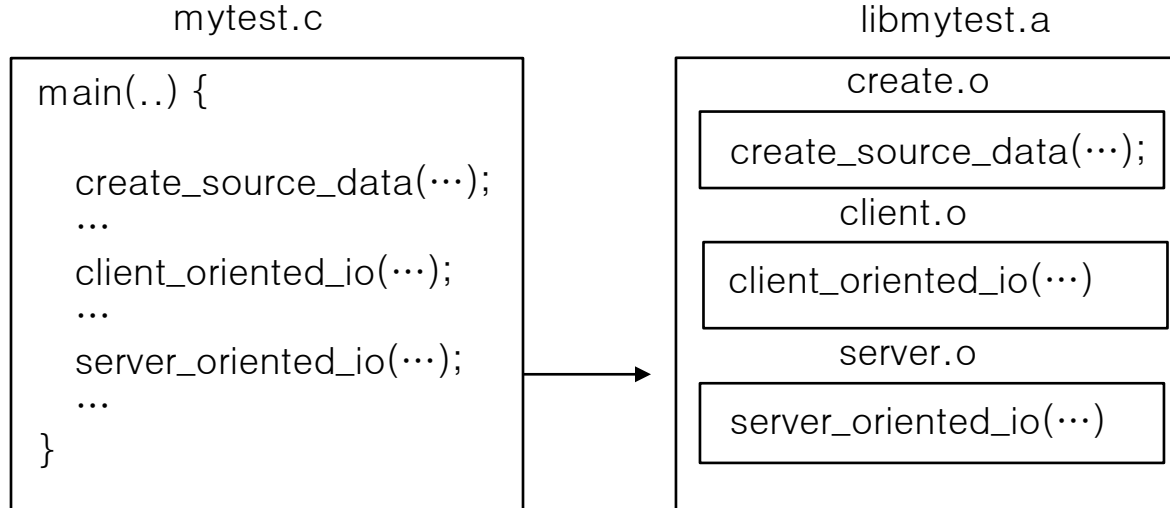 mytest.c
main(..) {
create_source_data(⋯);
⋯
client_oriented_io(⋯);
⋯
server_oriented_io(⋯);
⋯
}
libmytest.a
create.o
create_source_data(⋯);
client.o
client_oriented_io(⋯)
server.o
server_oriented_io(⋯)